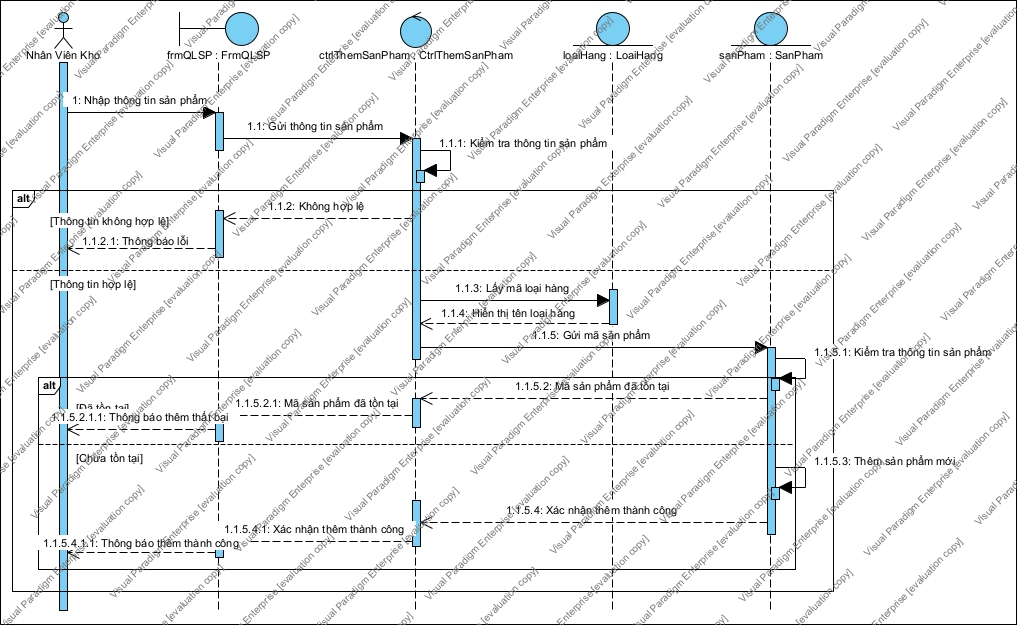 Nhân Viên Kho
frmQLSP : FrmQLSP
ctrlThemSanPham : CtrlThemSanPham
loaiHang : LoaiHang
sanPham : SanPham
1: Nhập thông tin sản phẩm
1.1: Gửi thông tin sản phẩm
1.1.1: Kiểm tra thông tin sản phẩm
alt
1.1.2: Không hợp lệ
[Thông tin không hợp lệ]
1.1.2.1: Thông báo lỗi
[Thông tin hợp lệ]
1.1.3: Lấy mã loại hàng
1.1.4: Hiển thị tên loại hàng
1.1.5: Gửi mã sản phẩm
1.1.5.1: Kiểm tra thông tin sản phẩm
alt
1.1.5.2: Mã sản phẩm đã tồn tại
1.1.5.2.1: Mã sản phẩm đã tồn tại
[Đã tồn tại]
1.1.5.2.1.1: Thông báo thêm thất bại
[Chưa tồn tại]
1.1.5.3: Thêm sản phẩm mới
1.1.5.4: Xác nhận thêm thành công
1.1.5.4.1: Xác nhận thêm thành công
1.1.5.4.1.1: Thông báo thêm thành công
Visual Paradigm Enterprise [evaluation copy]